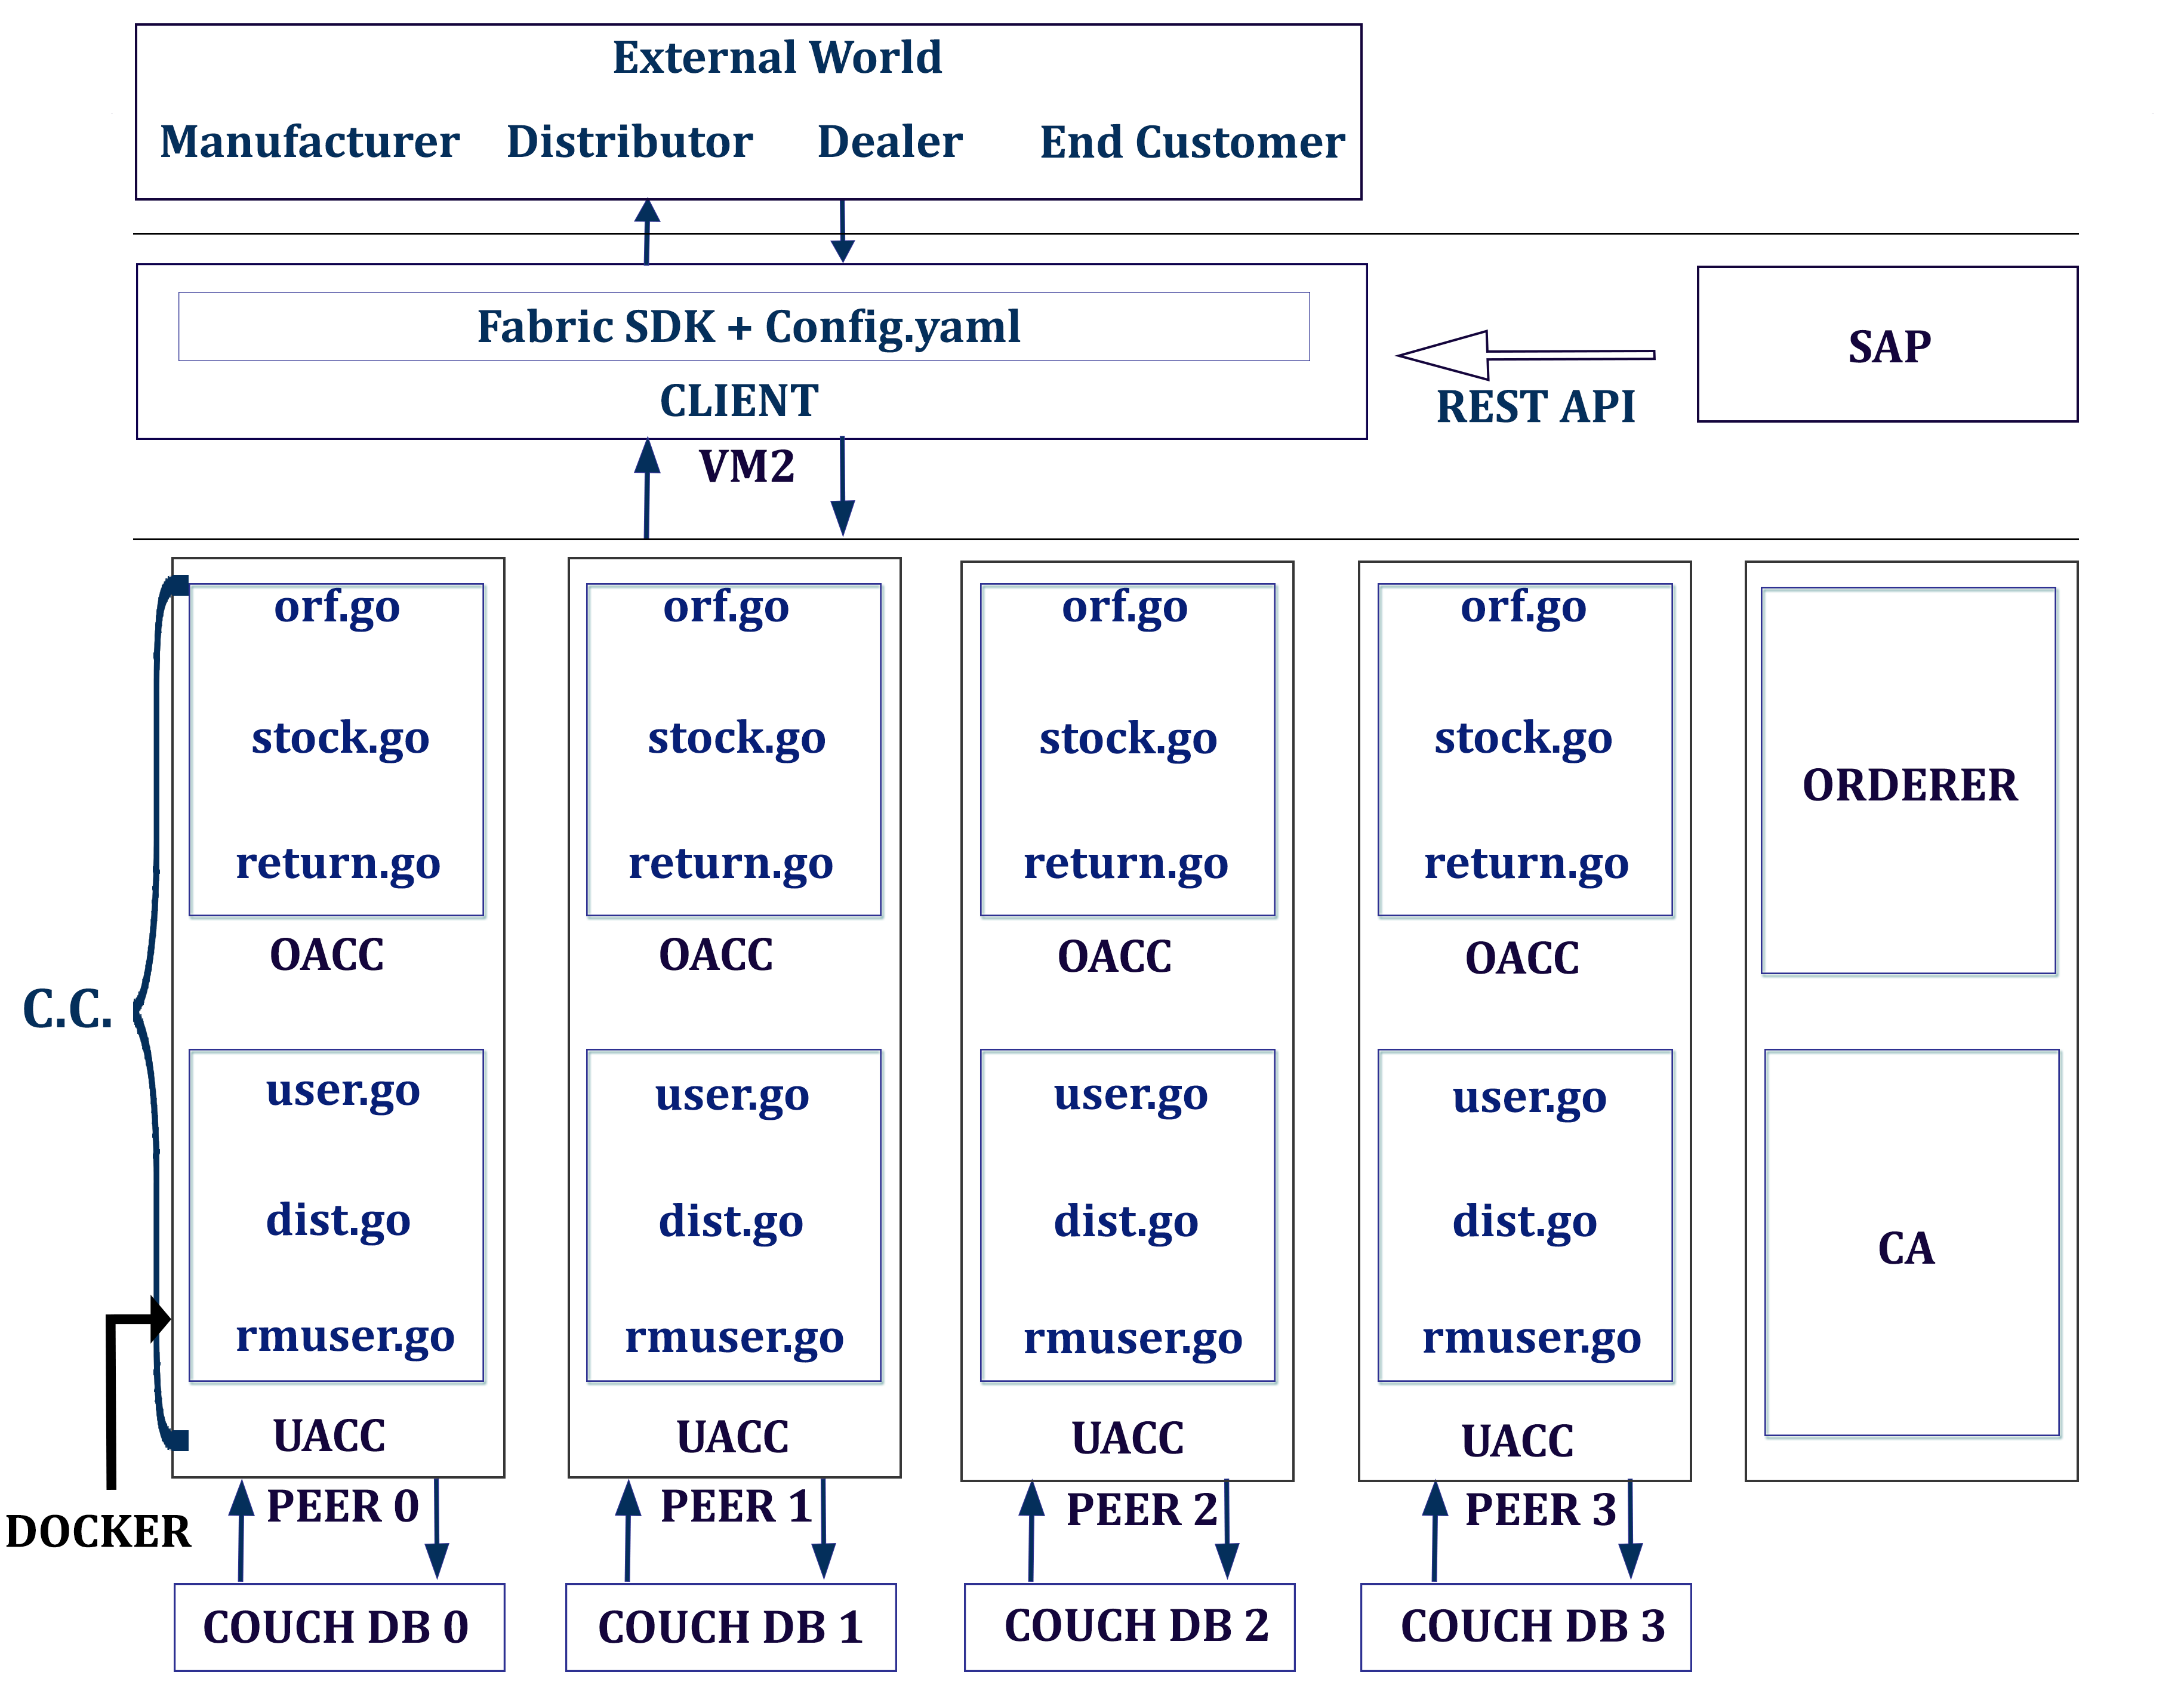 External World
Manufacturer Distributor Dealer End Customer
Fabric SDK + Config.yaml
CLIENT
REST API
SAP
VM2
orf.go orf.go orf.go orf.go
stock.go stock.go stock.go stock.go
ORDERER
return.go return.go return.go return.go
OACC OACC OACC OACC
C.C.
user.go user.go user.go user.go
dist.go dist.go dist.go dist.go
CA
rmuser.go rmuser.go rmuser.go rmuser.go
UACC UACC UACC UACC
PEER 0 PEER 1 PEER 2 PEER 3
DOCKER
COUCH DB 0 COUCH DB 1 COUCH DB 2 COUCH DB 3